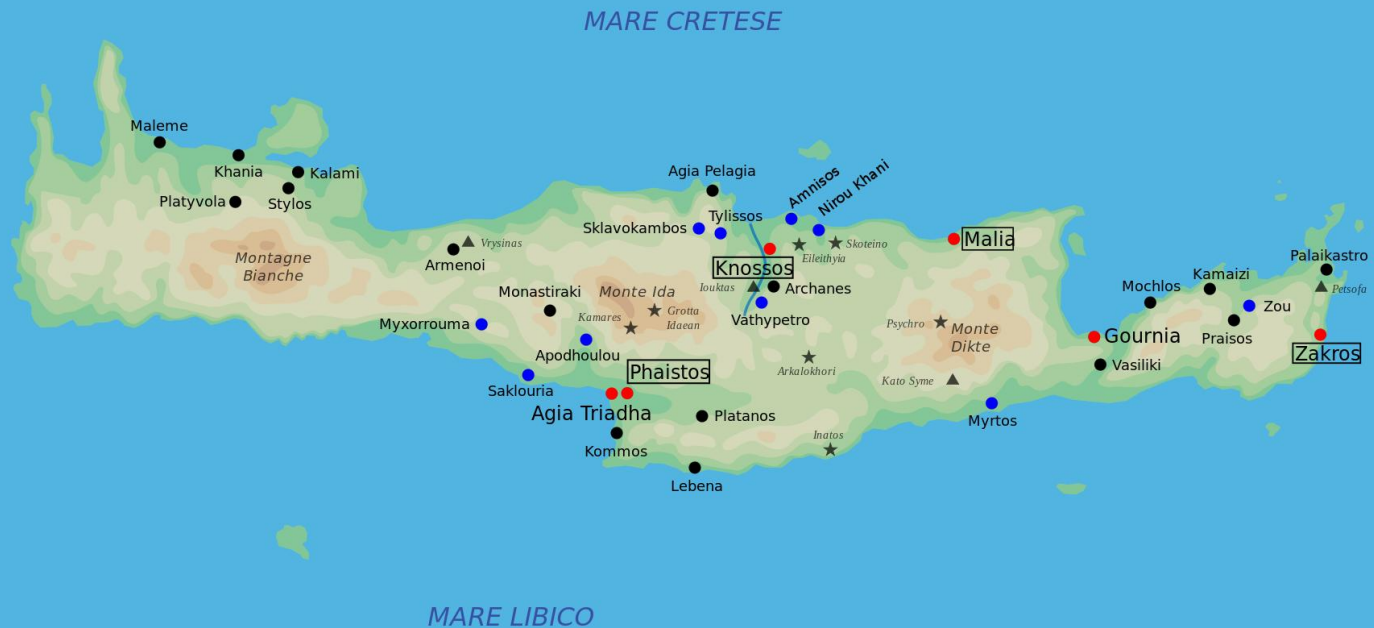 MARE CRETESE
Maleme
Khania
Kalami
Stylos
Platyvola
Montagne
Bianche
Agia Pelagia
Amnisos
Nirou Khani
Tylissos
Sklavokambos
Vrysinas
Armenoi
Skoteino
Eileithyia
Malia
Knossos
Iouktas
Archanes
Vathypetro
Monastiraki
Monte Ida
Grotta
Idaean
Kamares
Myxorrouma
Apodhoulou
Saklouria
Phaistos
Agia Triadha
Kommos
Platanos
Lebena
Arkalokhori
Inatos
Psychro
Monte
Dikte
Kato Syme
Myrtos
Gournia
Vasiliki
Mochlos
Kamaizi
Palaikastro
Petsofa
Zou
Praisos
Zakros
MARE LIBICO